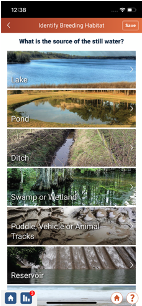 12:38
Identify Breeding Habitat
Save
What is the source of the still water?
Lake
Pond
Ditch
Swamp or Wetland
Puddle, Vehicle or Animal
Tracks
Reservoir
?